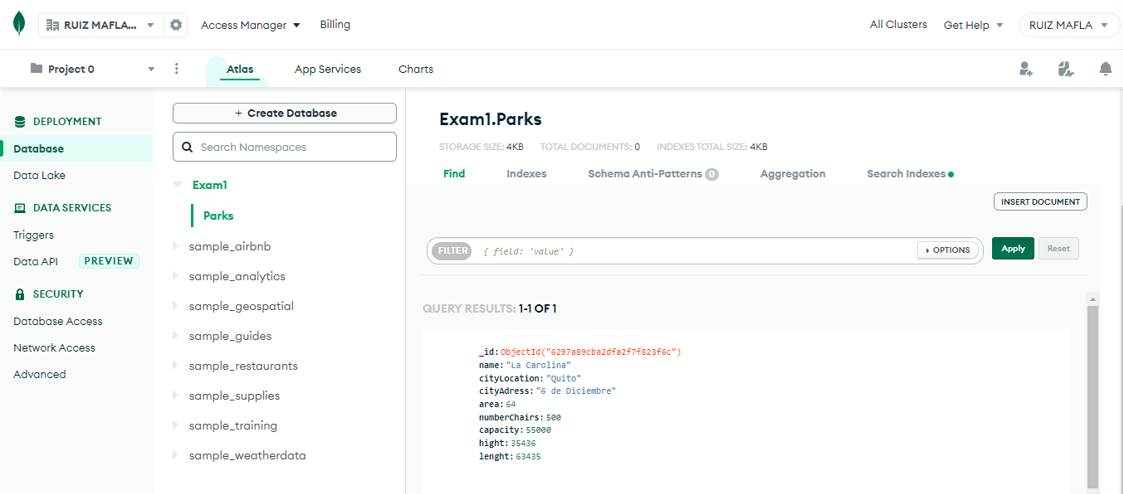 RUIZ MAFLA... Access Manager Billing All Clusters Get Help RUIZ MAFLA
Project 0 Atlas App Services Charts
DEPLOYMENT
Database
Data Lake
DATA SERVICES
Triggers
Data API PREVIEW
SECURITY
Database Access
Network Access
Advanced
+ Create Database
Search Namespaces
Exam1
Parks
sample_airbnb
sample_analytics
sample_geospatial
sample_guides
sample_restaurants
sample_supplies
sample_training
sample_weatherdata
Exam1.Parks
STORAGE SIZE: 4KB TOTAL DOCUMENTS: 0 INDEXES TOTAL SIZE: 4KB
Find Indexes Schema Anti-Patterns 0 Aggregation Search Indexes
INSERT DOCUMENT
FILTER { field: 'value' } OPTIONS Apply Reset
QUERY RESULTS: 1-1 OF 1
_id: ObjectId("6297a89cba2dfa2f7f823f6c")
name: "La Carolina"
cityLocation: "Quito"
cityAdress: "6 de Diciembre"
area: 64
numberChairs: 500
capacity: 55000
hight: 35436
lenght: 63435